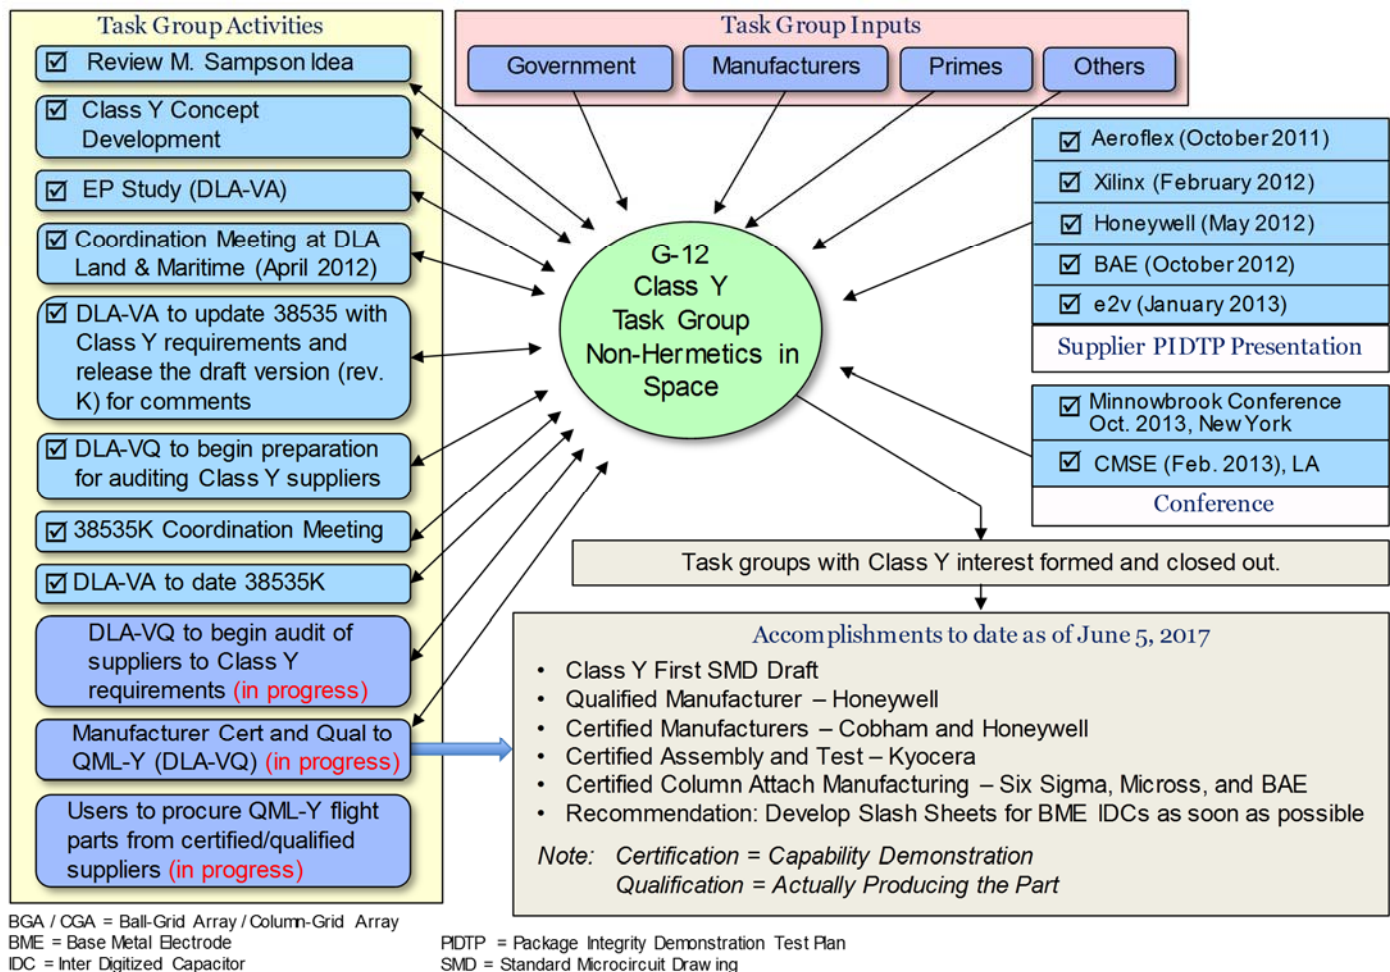 Task Group Activities
Review M. Sampson Idea
Class Y Concept
Development
EP Study (DLA-VA)
Coordination Meeting at DLA
Land & Maritime (April 2012)
DLA-VA to update 38535 with
Class Y requirements and
release the draft version (rev.
K) for comments
DLA-VQ to begin preparation
for auditing Class Y suppliers
38535K Coordination Meeting
DLA-VA to date 38535K
DLA-VQ to begin audit of
suppliers to Class Y
requirements (in progress)
Manufacturer Cert and Qual to
QML-Y (DLA-VQ) (in progress)
Users to procure QML-Y flight
parts from certified/qualified
suppliers (in progress)
Task Group Inputs
Government
Manufacturers
Primes
Others
G-12
Class Y
Task Group
Non-Hermetics in
Space
Aeroflex (October 2011)
Xilinx (February 2012)
Honeywell (May 2012)
BAE (October 2012)
e2v (January 2013)
Supplier PIDTP Presentation
Minnowbrook Conference
Oct. 2013, New York
CMSE (Feb. 2013), LA
Conference
Task groups with Class Y interest formed and closed out.
Accomplishments to date as of June 5, 2017
• Class Y First SMD Draft
• Qualified Manufacturer – Honeywell
• Certified Manufacturers – Cobham and Honeywell
• Certified Assembly and Test – Kyocera
• Certified Column Attach Manufacturing – Six Sigma, Micross, and BAE
• Recommendation: Develop Slash Sheets for BME IDCs as soon as possible
Note: Certification = Capability Demonstration
Qualification = Actually Producing the Part
BGA / CGA = Ball-Grid Array / Column-Grid Array
BME = Base Metal Electrode
IDC = Inter Digitized Capacitor
PIDTP = Package Integrity Demonstration Test Plan
SMD = Standard Microcircuit Drawing